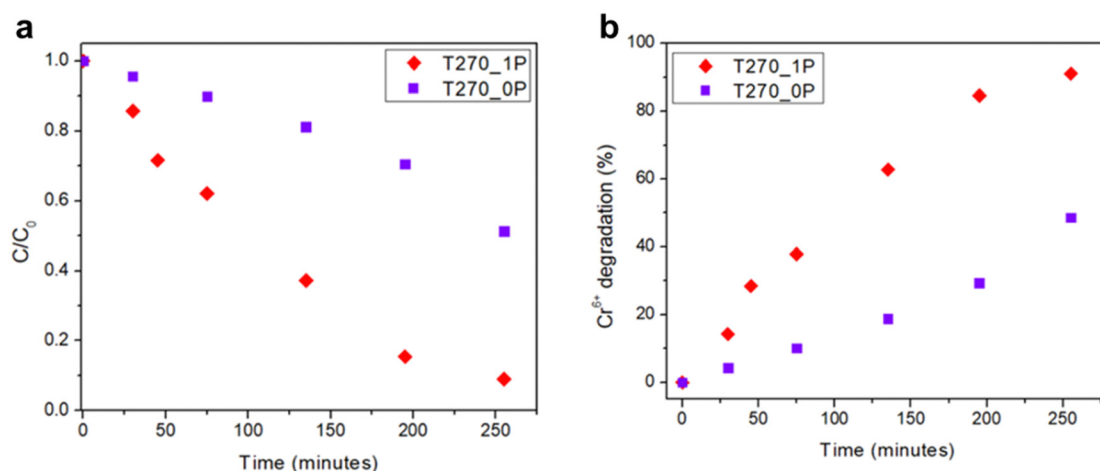 a
1.0
0.8
0.6
0.4
0.2
0.0
C/C₀
0 50 100 150 200 250
Time (minutes)
T270_1P
T270_0P
b
100
80
60
40
20
0
Cr⁶⁺ degradation (%)
0 50 100 150 200 250
Time (minutes)
T270_1P
T270_0P